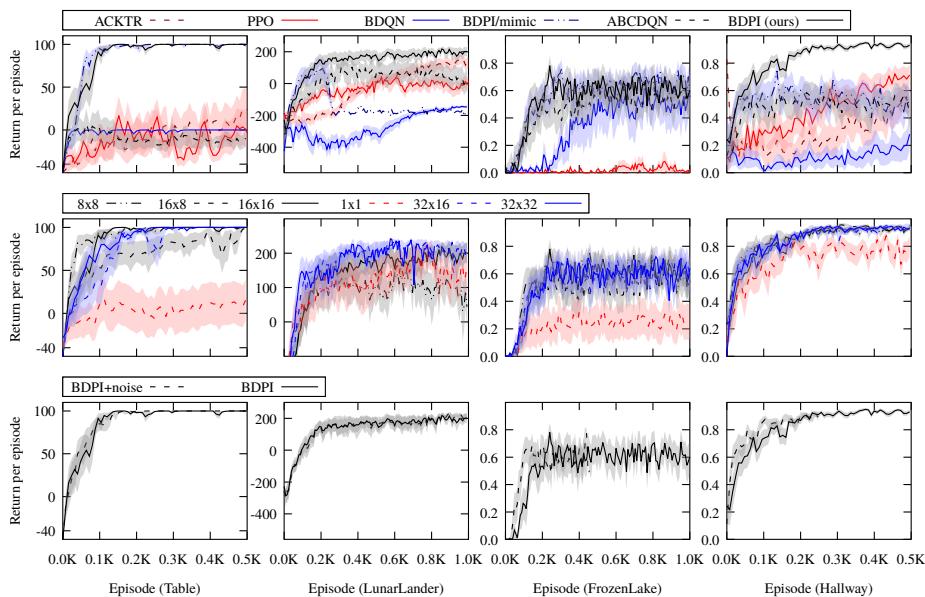 ACKTR PPO BDQN BDPI/mimic ABCDQN BDPI (ours)
Return per episode
100 50 0 -40
200 0 -200 -400
0.8 0.6 0.4 0.2 0.0
0.8 0.6 0.4 0.2 0.0
8x8 16x8 16x16 1x1 32x16 32x32
Return per episode
100 50 0 -40
200 100 0
0.8 0.6 0.4 0.2 0.0
0.8 0.6 0.4 0.2 0.0
BDPI+noise BDPI
Return per episode
100 50 0 -40
200 0 -200 -400 -600
0.8 0.6 0.4 0.2 0.0
0.8 0.6 0.4 0.2 0.0
0.0K 0.1K 0.2K 0.3K 0.4K 0.5K
0.0K 0.2K 0.4K 0.6K 0.8K 1.0K
0.0K 0.2K 0.4K 0.6K 0.8K 1.0K
0.0K 0.1K 0.2K 0.3K 0.4K 0.5K
Episode (Table) Episode (LunarLander) Episode (FrozenLake) Episode (Hallway)